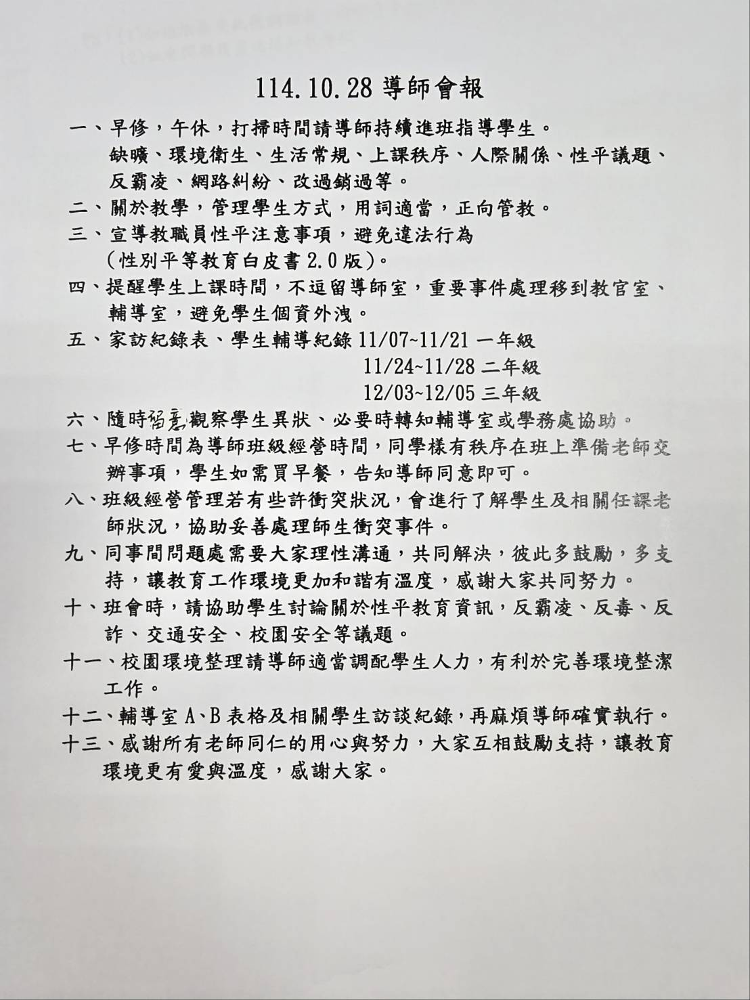 114.10.28 導師會報
一、早修，午休，打掃時間請導師持續進班指導學生。
缺曠、環境衛生、生活常規、上課秩序、人際關係、性平議題、
反霸凌、網路糾紛、改過銷過等。
二、關於教學，管理學生方式，用詞適當，正向管教。
三、宣導教職員性平注意事項，避免違法行為
(性別平等教育白皮書 2.0 版)。
四、提醒學生上課時間，不逗留導師室，重要事件處理移到教官室、
輔導室，避免學生個資外洩。
五、家訪紀錄表、學生輔導紀錄 11/07~11/21 一年級
11/24~11/28 二年級
12/03~12/05 三年級
六、隨時留意觀察學生異狀、必要時轉知輔導室或學務處協助。
七、早修時間為導師班級經營時間，同學樣有秩序在班上準備老師交
辦事項，學生如需買早餐，告知導師同意即可。
八、班級經營管理若有些許衝突狀況，會進行了解學生及相關任課老
師狀況，協助妥善處理師生衝突事件。
九、同事間問題處需要大家理性溝通，共同解決，彼此多鼓勵，多支
持，讓教育工作環境更加和諧有溫度，感謝大家共同努力。
十、班會時，請協助學生討論關於性平教育資訊，反霸凌、反毒、反
詐、交通安全、校園安全等議題。
十一、校園環境整理請導師適當調配學生人力，有利於完善環境整潔
工作。
十二、輔導室 A、B 表格及相關學生訪談紀錄，再麻煩導師確實執行。
十三、感謝所有老師同仁的用心與努力，大家互相鼓勵支持，讓教育
環境更有愛與溫度，感謝大家。